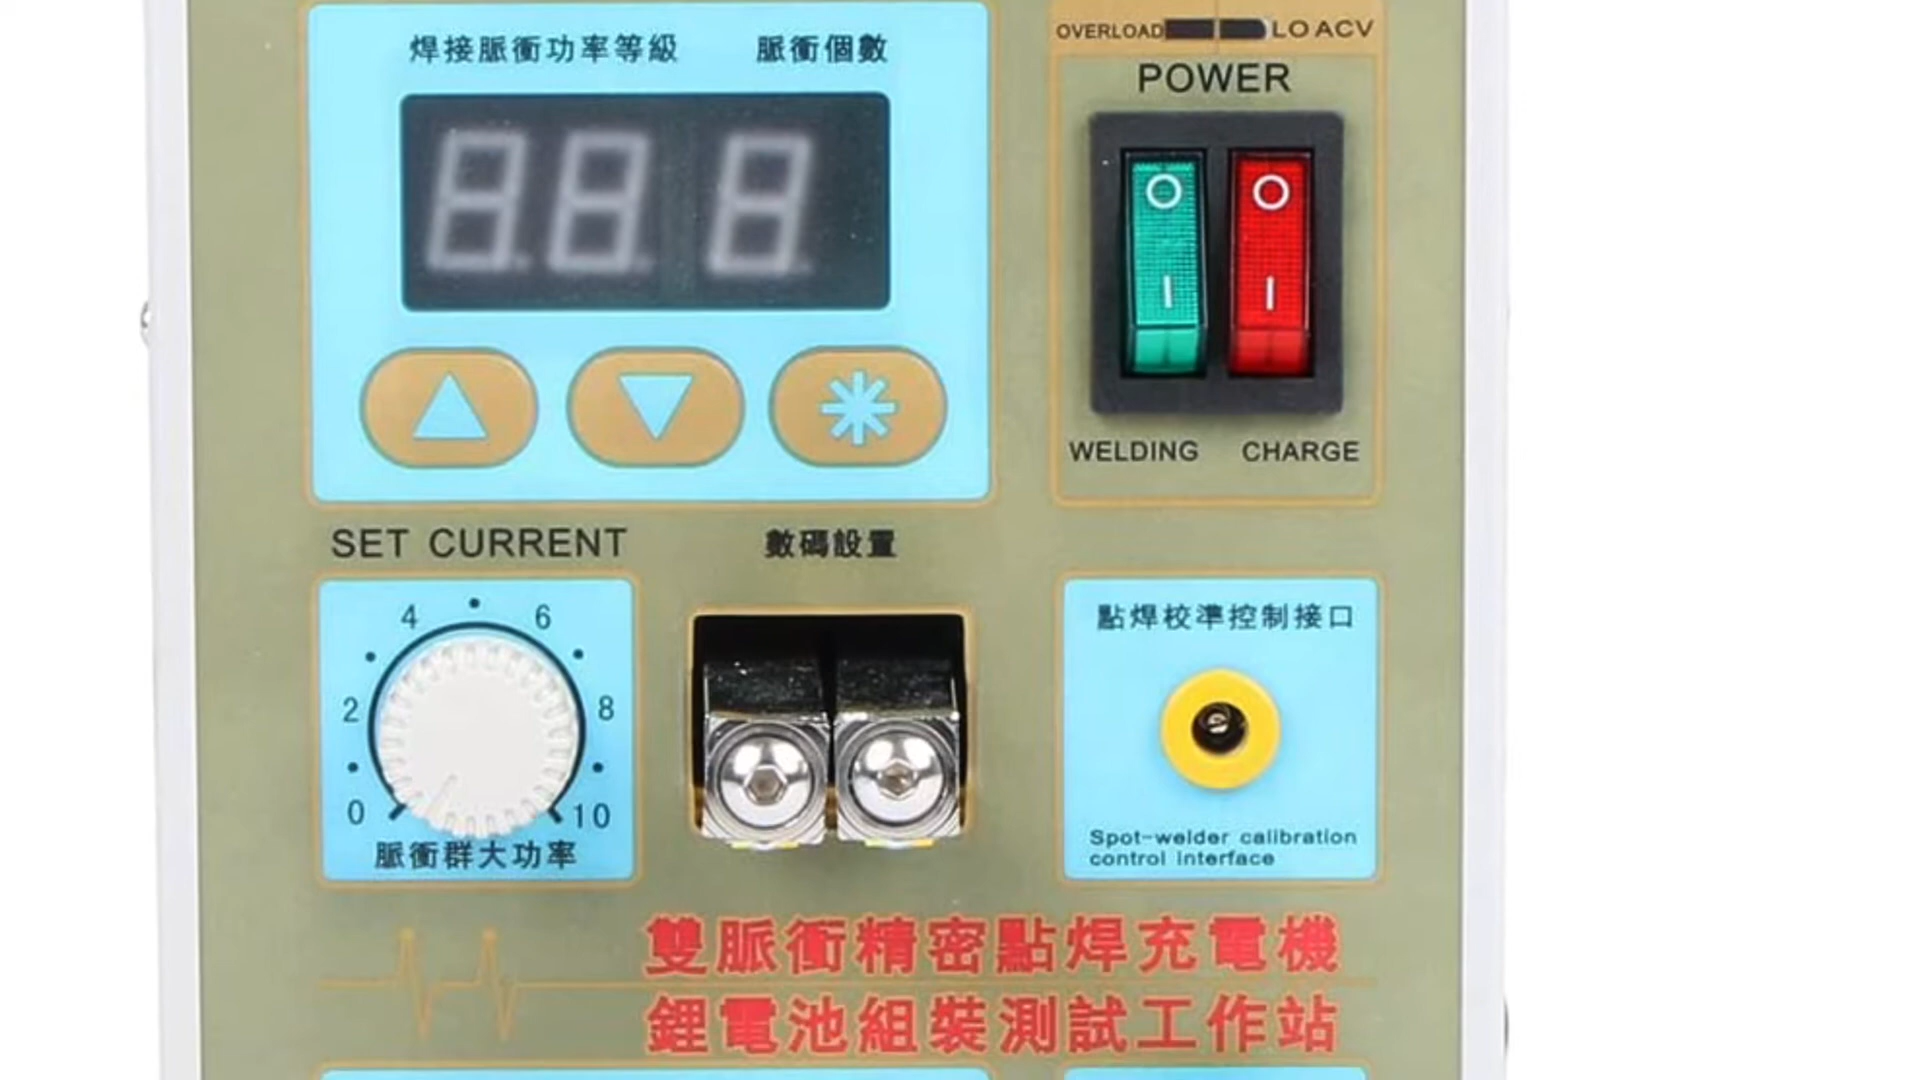 焊接脈衝功率等級 脈衝個數
OVERLOAD LO ACV
POWER
WELDING CHARGE
SET CURRENT 數碼設置
4 6
2 8
0 10
脈衝群大功率
點焊校準控制接口
Spot-welder calibration
control interface
雙脈衝精密點焊充電機
鋰電池組裝測試工作站